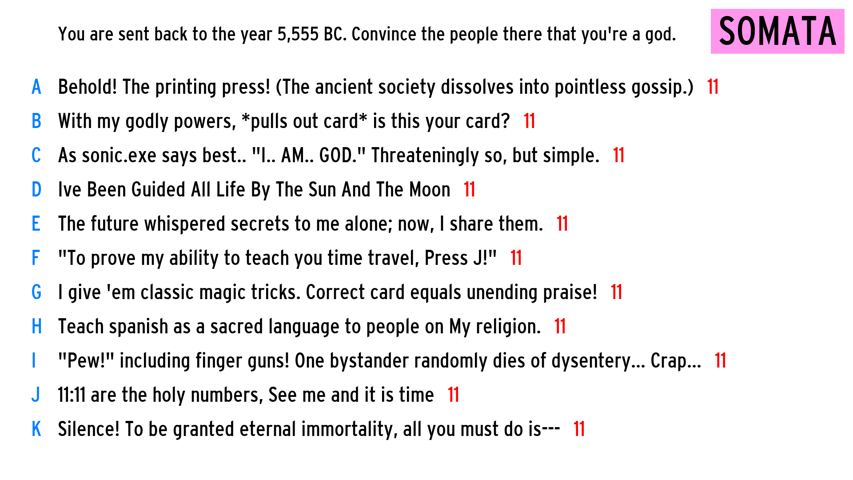 You are sent back to the year 5,555 BC. Convince the people there that you're a god.
SOMATA
A Behold! The printing press! (The ancient society dissolves into pointless gossip.) 11
B With my godly powers, *pulls out card* is this your card? 11
C As sonic.exe says best.. "I.. AM.. GOD." Threateningly so, but simple. 11
D Ive Been Guided All Life By The Sun And The Moon 11
E The future whispered secrets to me alone; now, I share them. 11
F "To prove my ability to teach you time travel, Press J!" 11
G I give 'em classic magic tricks. Correct card equals unending praise! 11
H Teach spanish as a sacred language to people on My religion. 11
I "Pew!" including finger guns! One bystander randomly dies of dysentery... Crap... 11
J 11:11 are the holy numbers, See me and it is time 11
K Silence! To be granted eternal immortality, all you must do is--- 11